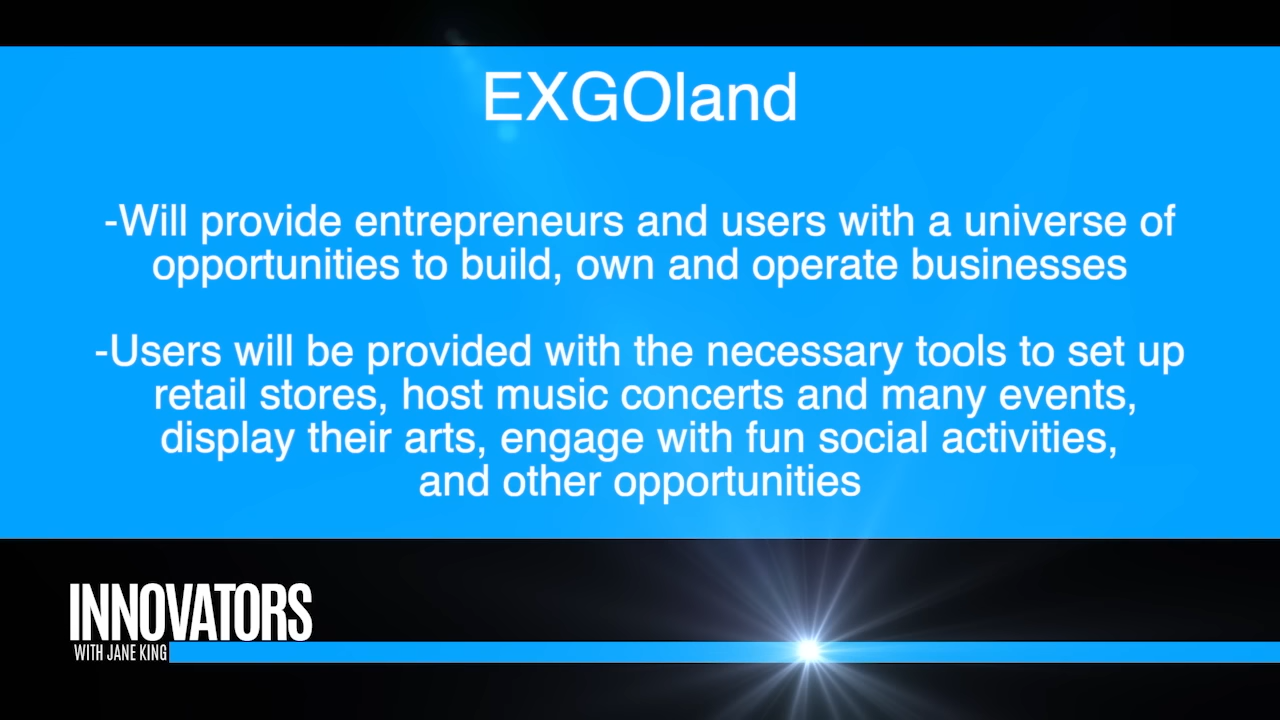 EXGOland
-Will provide entrepreneurs and users with a universe of
opportunities to build, own and operate businesses
-Users will be provided with the necessary tools to set up
retail stores, host music concerts and many events,
display their arts, engage with fun social activities,
and other opportunities
INNOVATORS
WITH JANE KING